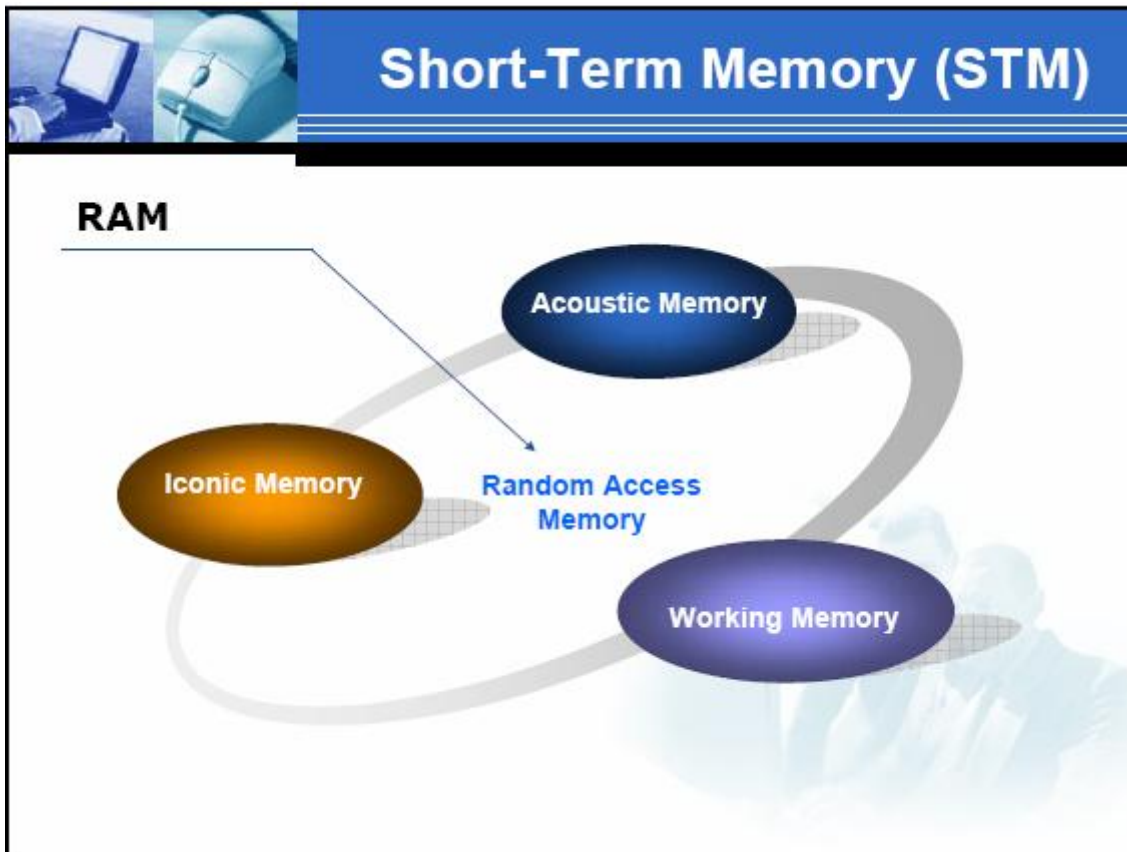 Short-Term Memory (STM)
RAM
Acoustic Memory
Iconic Memory
Random Access
Memory
Working Memory